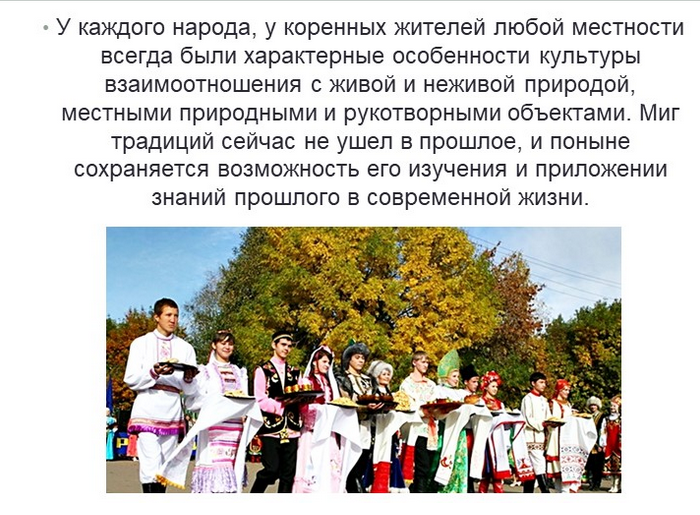 • У каждого народа, у коренных жителей любой местности
всегда были характерные особенности культуры
взаимоотношения с живой и неживой природой,
местными природными и рукотворными объектами. Миг
традиций сейчас не ушел в прошлое, и поныне
сохраняется возможность его изучения и приложении
знаний прошлого в современной жизни.